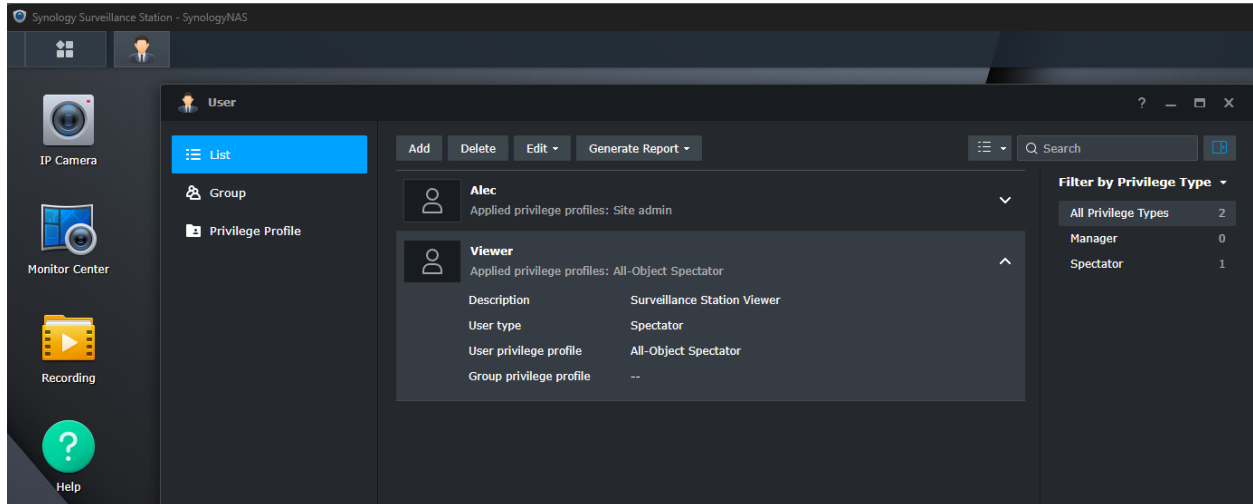 Synology Surveillance Station - SynologyNAS
IP Camera
Monitor Center
Recording
?
Help
User
? 
List
Group
Privilege Profile
Add Delete Edit Generate Report Search
Alec
Applied privilege profiles: Site admin
Viewer
Applied privilege profiles: All-Object Spectator
Description Surveillance Station Viewer
User type Spectator
User privilege profile All-Object Spectator
Group privilege profile --
Filter by Privilege Type
All Privilege Types 2
Manager 0
Spectator 1